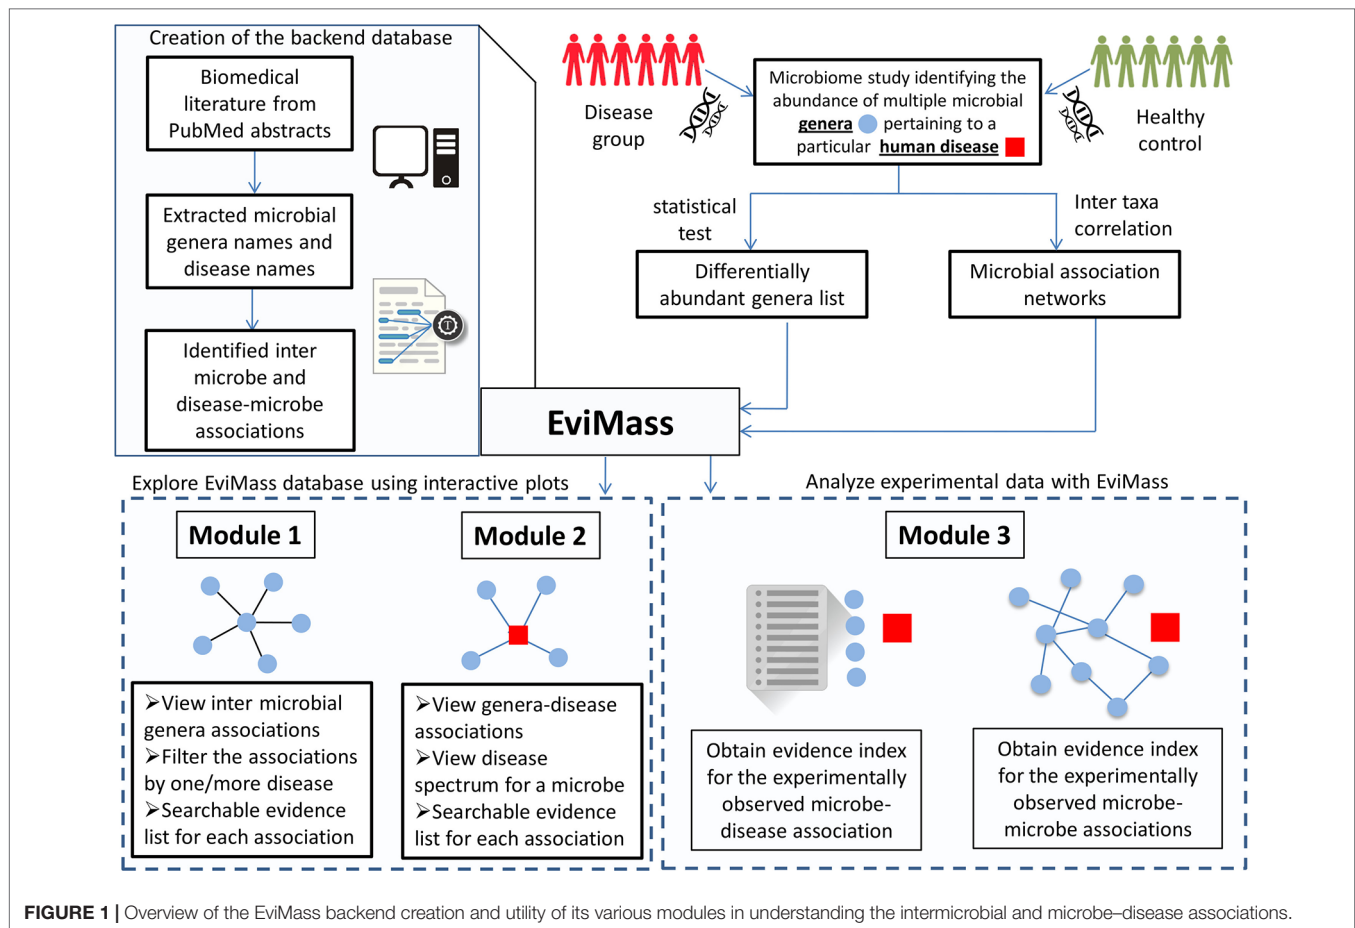 Creation of the backend database
Biomedical
literature from
PubMed abstracts
Extracted microbial
genera names and
disease names
T
Identified inter
microbe and
disease-microbe
associations
Disease
group
Microbiome study identifying the
abundance of multiple microbial
genera pertaining to a
particular human disease
Healthy
control
statistical
test
Inter taxa
correlation
Differentially
abundant genera list
Microbial association
networks
EviMass
Explore EviMass database using interactive plots
Module 1
➤View inter microbial
genera associations
➤Filter the associations
by one/more disease
➤Searchable evidence
list for each association
Module 2
➤View genera-disease
associations
➤View disease
spectrum for a microbe
➤Searchable evidence
list for each association
Analyze experimental data with EviMass
Module 3
Obtain evidence index
for the experimentally
observed microbe-
disease association
Obtain evidence index
for the experimentally
observed microbe-
microbe associations
FIGURE 1 | Overview of the EviMass backend creation and utility of its various modules in understanding the intermicrobial and microbe–disease associations.